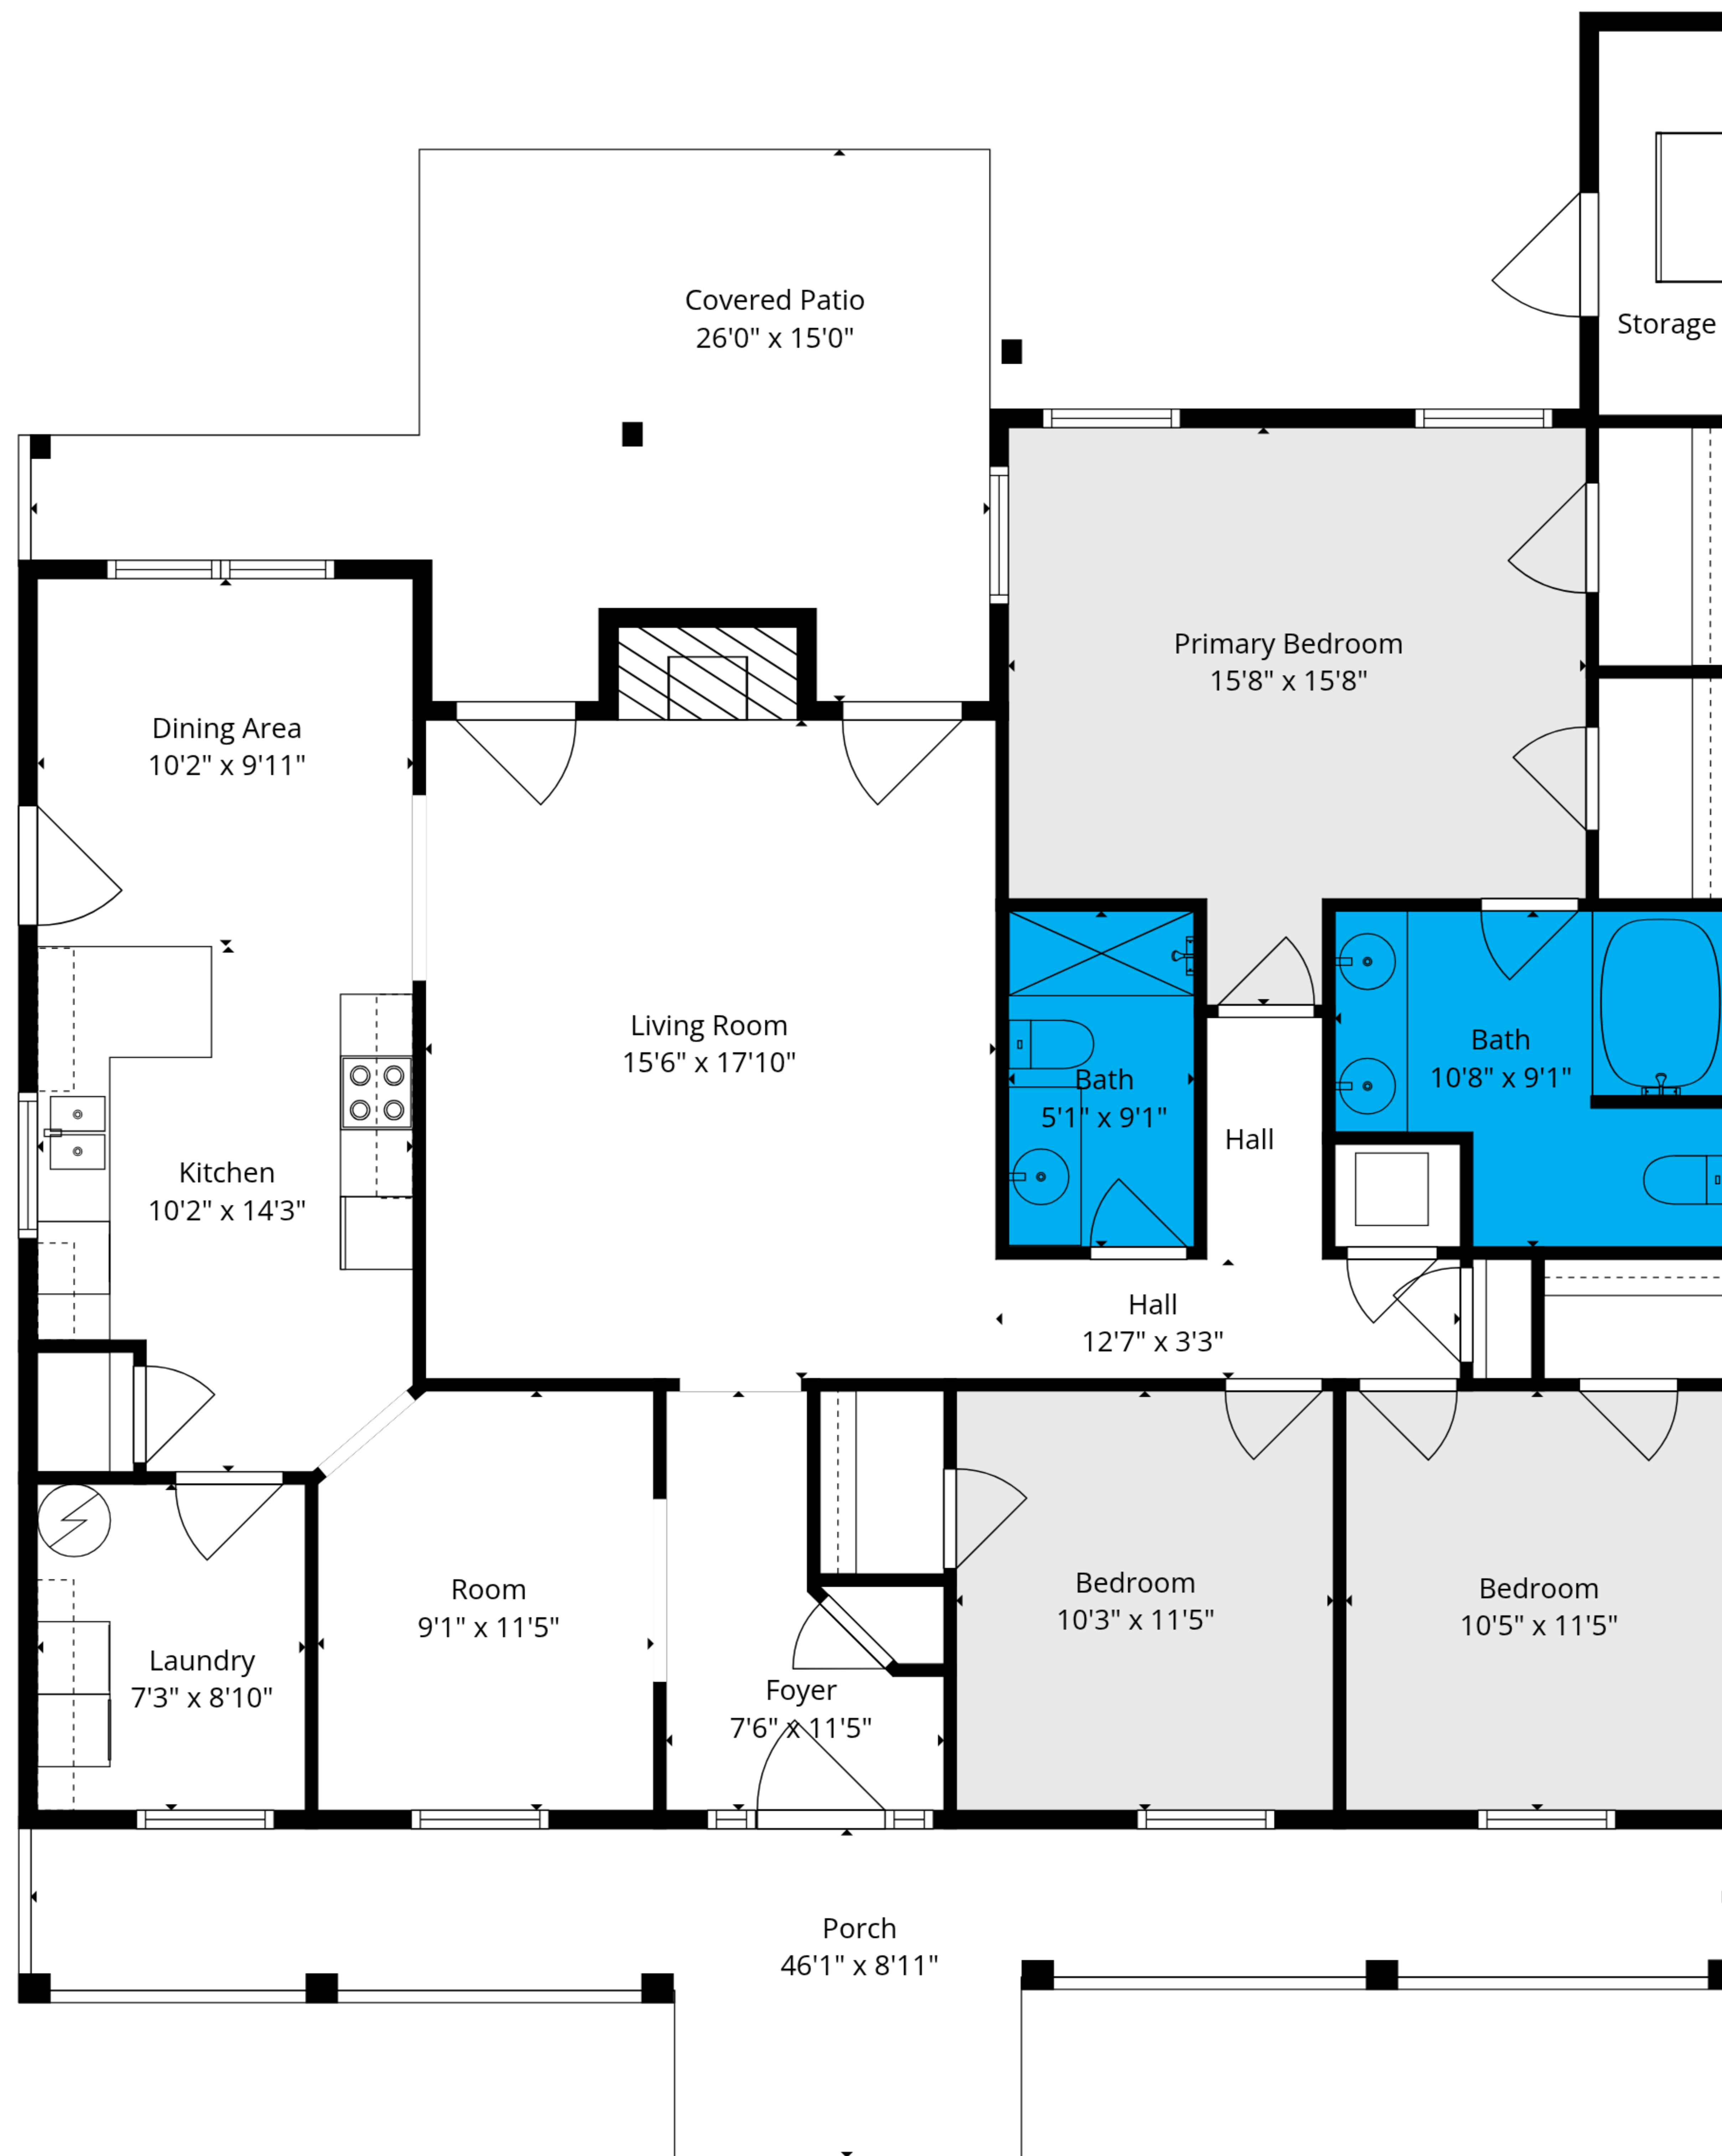 Covered Patio
26'0" x 15'0"
Storage
Primary Bedroom
15'8" x 15'8"
Dining Area
10'2" x 9'11"
Living Room
15'6" x 17'10"
Bath
10'8" x 9'1"
Bath
5'1" x 9'1"
Hall
Kitchen
10'2" x 14'3"
Hall
12'7" x 3'3"
Bedroom
10'3" x 11'5"
Bedroom
10'5" x 11'5"
Room
9'1" x 11'5"
Laundry
7'3" x 8'10"
Foyer
7'6" x 11'5"
Porch
46'1" x 8'11"